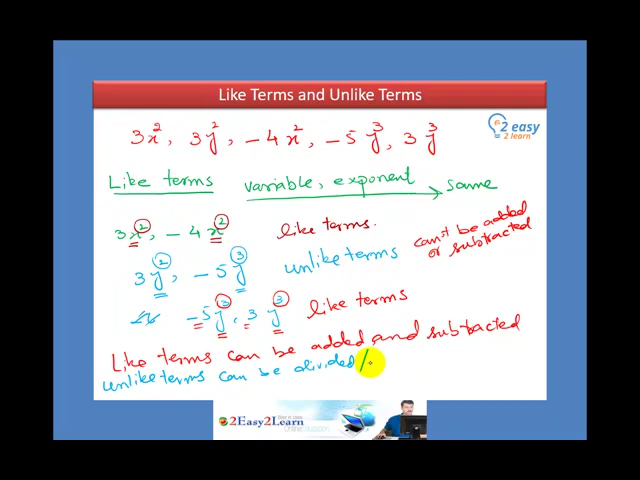 Like Terms and Unlike Terms
2 easy
2 learn
3x², 3y², -4x², -5y³, 3y³
Like terms variable, exponent → same
3x², -4x² like terms.
can't be added
or subtracted
3y², -5y³ unlike terms
-5y³, 3y³ like terms
Like terms can be added and subtracted
unlike terms can be divided /
2Easy2Learn